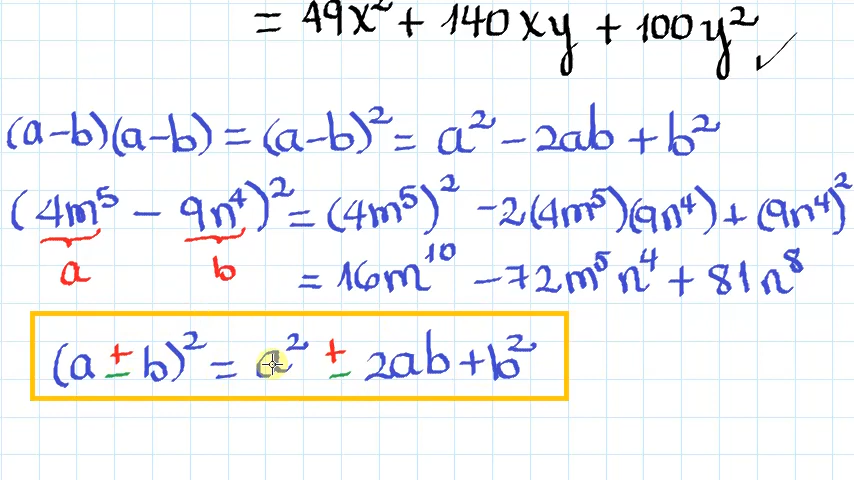 = 49x² + 140xy + 100y² ✓
(a-b)(a-b) = (a-b)² = a² - 2ab + b²
(4m⁵ - 9n⁴)² = (4m⁵)² - 2(4m⁵)(9n⁴) + (9n⁴)²
a b
= 16m¹⁰ - 72m⁵n⁴ + 81n⁸
(a ± b)² = a² ± 2ab + b²